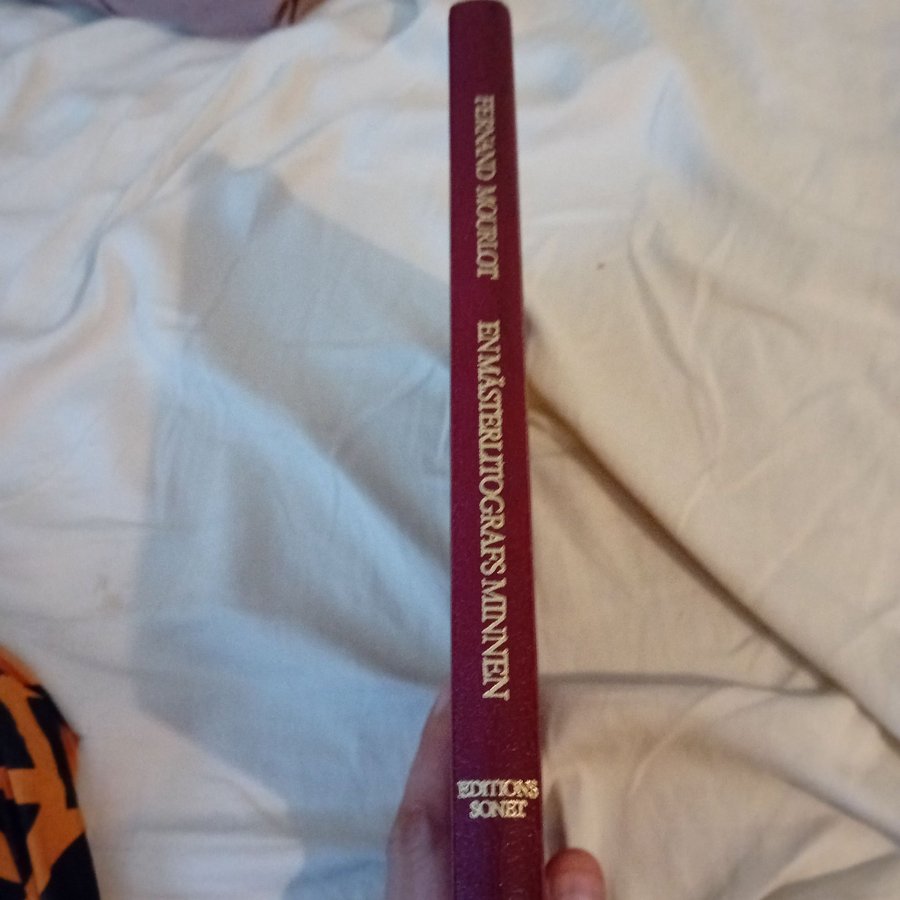 FERNAND MOURLOT
EN MÄSTERLITOGRAFS MINNEN
EDITIONS
SONET